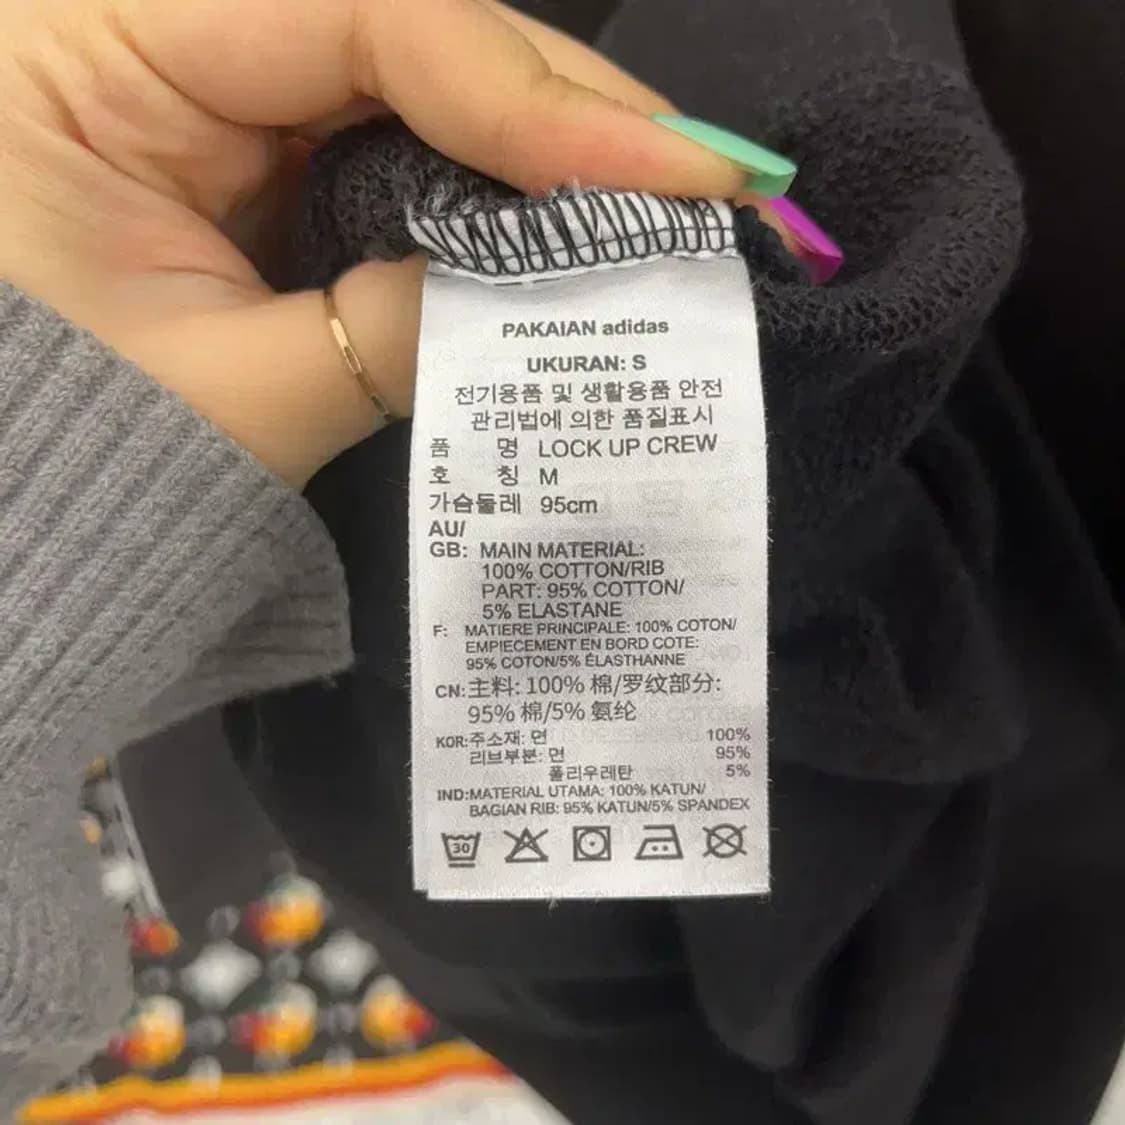 PAKAIAN adidas
UKURAN: S
전기용품 및 생활용품 안전
관리법에 의한 품질표시
품 명 LOCK UP CREW
호 칭 M
가슴둘레 95cm
AU/
GB: MAIN MATERIAL:
100% COTTON/RIB
PART: 95% COTTON/
5% ELASTANE
F: MATIERE PRINCIPALE: 100% COTON/
EMPIECEMENT EN BORD COTE:
95% COTON/5% ÉLASTHANNE
CN: 主料: 100% 棉/罗纹部分:
95% 棉/5% 氨纶
KOR:주소재: 면 100%
리브부분: 면 95%
폴리우레탄 5%
IND:MATERIAL UTAMA: 100% KATUN/
BAGIAN RIB: 95% KATUN/5% SPANDEX
30